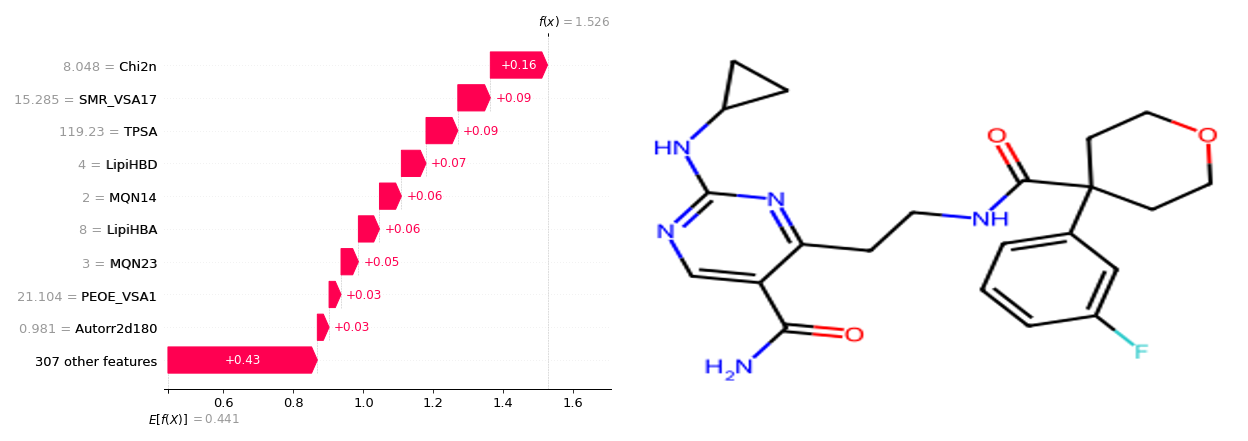 f(x) = 1.526
8.048 = Chi2n
+0.16
15.285 = SMR_VSA17
+0.09
119.23 = TPSA
+0.09
4 = LipiHBD
+0.07
2 = MQN14
+0.06
8 = LipiHBA
+0.06
3 = MQN23
+0.05
21.104 = PEOE_VSA1
+0.03
0.981 = Autorr2d180
+0.03
307 other features
+0.43
0.6 0.8 1.0 1.2 1.4 1.6
E[f(X)] = 0.441
HN
N
N
O
H₂N
NH
O
O
F